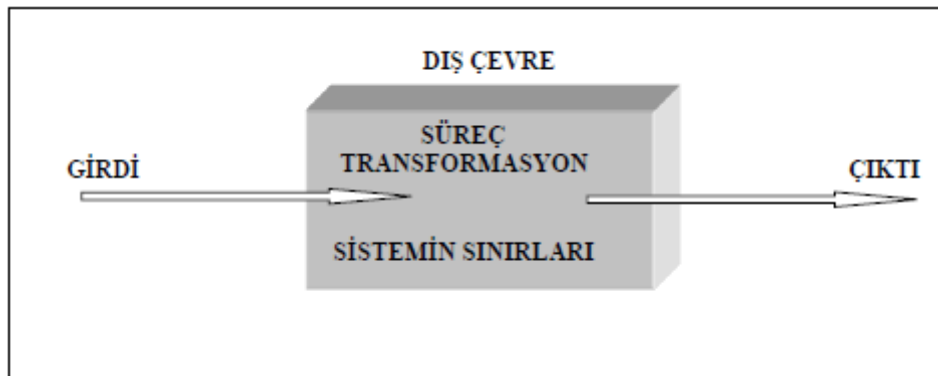 DIŞ ÇEVRE
SÜREÇ
TRANSFORMASYON
GİRDİ
ÇIKTI
SİSTEMİN SINIRLARI